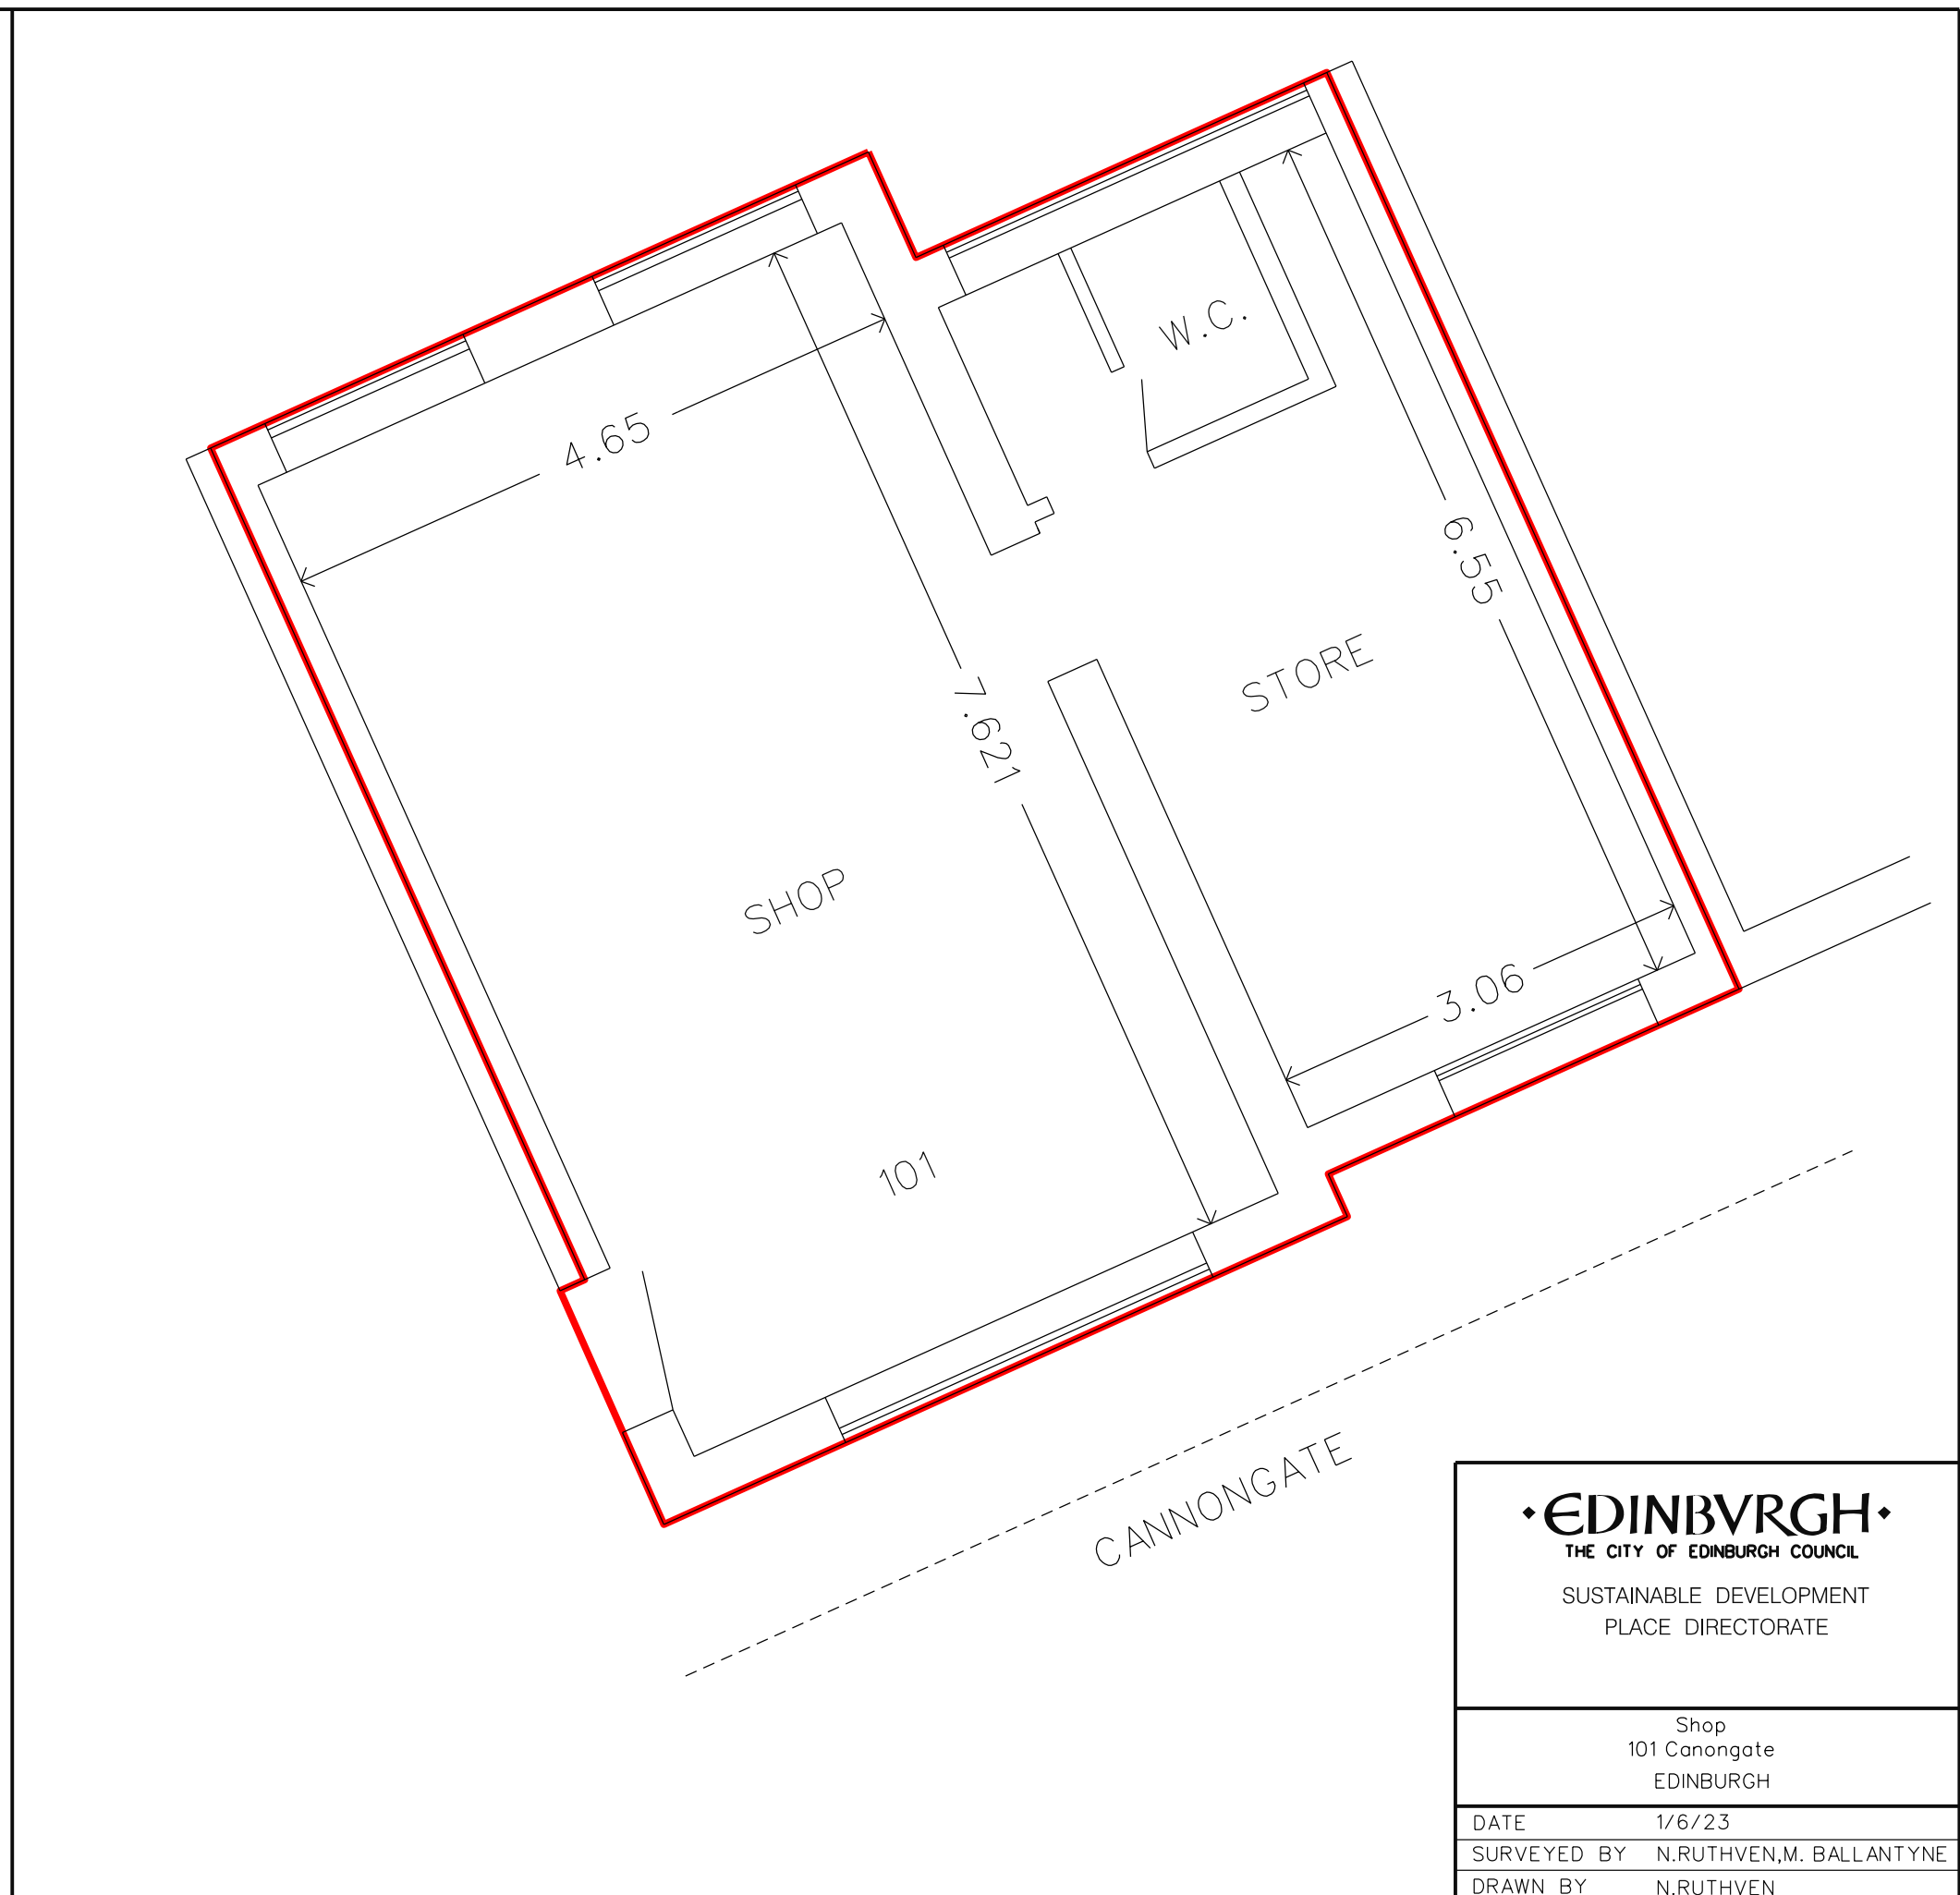 W.C.
4.65
6.55
STORE
7.621
SHOP
3.06
101
CANNONGATE
EDINBVRGH
THE CITY OF EDINBURGH COUNCIL
SUSTAINABLE DEVELOPMENT
PLACE DIRECTORATE
Shop
101 Canongate
EDINBURGH
DATE 1/6/23
SURVEYED BY N.RUTHVEN,M. BALLANTYNE
DRAWN BY N.RUTHVEN